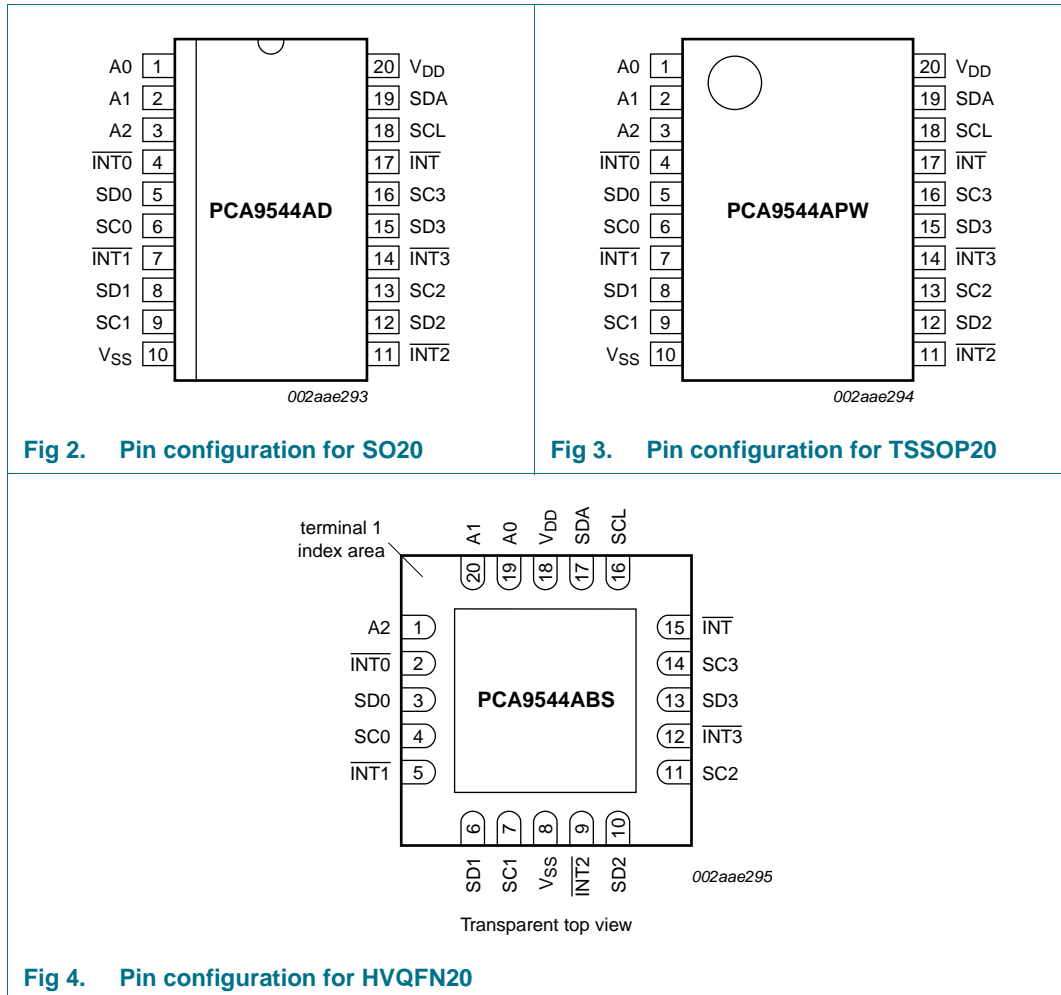 A0 1
A1 2
A2 3
INT0 4
SD0 5
SC0 6
INT1 7
SD1 8
SC1 9
VSS 10
PCA9544AD
20 VDD
19 SDA
18 SCL
17 INT
16 SC3
15 SD3
14 INT3
13 SC2
12 SD2
11 INT2
002aae293
Fig 2. Pin configuration for SO20
A0 1
A1 2
A2 3
INT0 4
SD0 5
SC0 6
INT1 7
SD1 8
SC1 9
VSS 10
PCA9544APW
20 VDD
19 SDA
18 SCL
17 INT
16 SC3
15 SD3
14 INT3
13 SC2
12 SD2
11 INT2
002aae294
Fig 3. Pin configuration for TSSOP20
terminal 1
index area
A1 A0 VDD SDA SCL
20 19 18 17 16
A2 1
INT0 2
SD0 3
SC0 4
INT1 5
PCA9544ABS
15 INT
14 SC3
13 SD3
12 INT3
11 SC2
6 7 8 9 10
SD1 SC1 VSS INT2 SD2
002aae295
Transparent top view
Fig 4. Pin configuration for HVQFN20